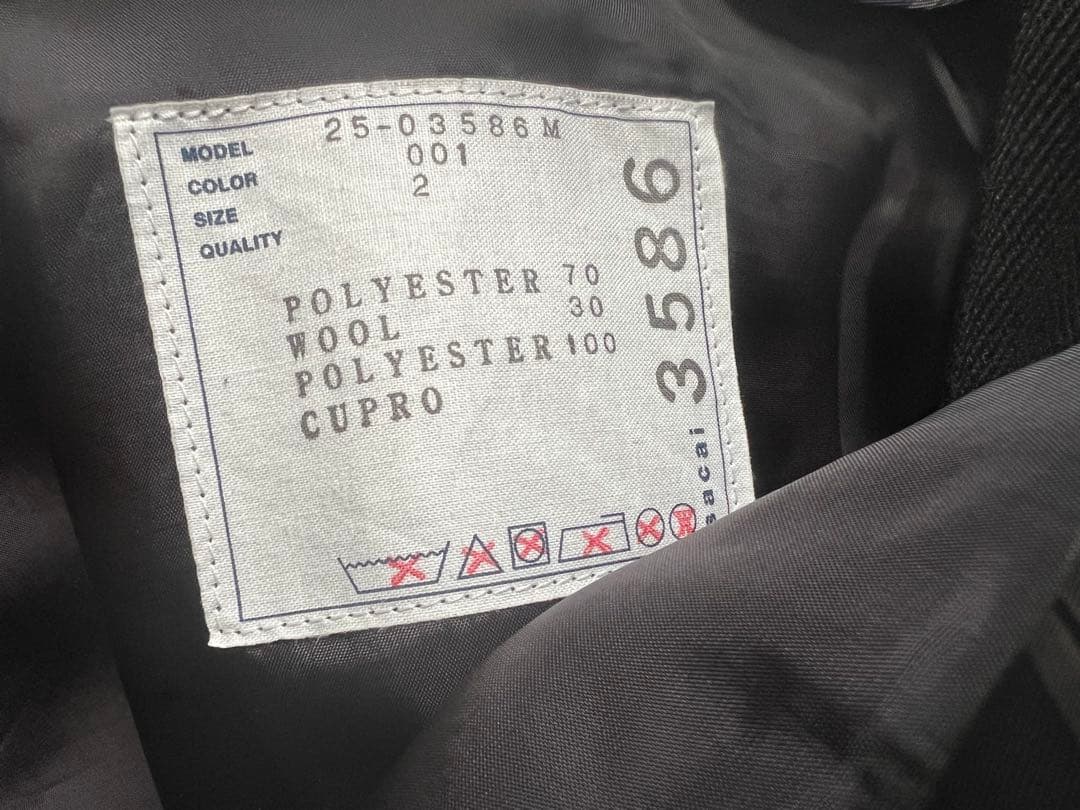 MODEL 25-03586M
COLOR 001
SIZE 2
QUALITY
POLYESTER 70
WOOL 30
POLYESTER 100
CUPRO
3586
sacai